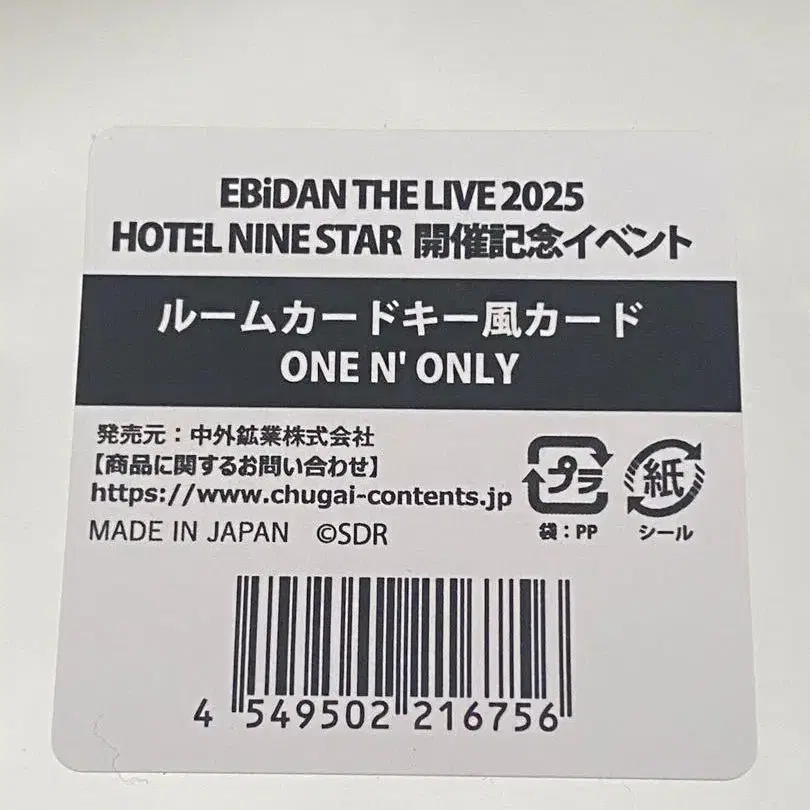 EBiDAN THE LIVE 2025
HOTEL NINE STAR 開催記念イベント
ルームカードキー風カード
ONE N' ONLY
発売元：中外鉱業株式会社
【商品に関するお問い合わせ】
https://www.chugai-contents.jp
MADE IN JAPAN ©SDR
プラ
袋：PP
紙
シール
4 549502 216756